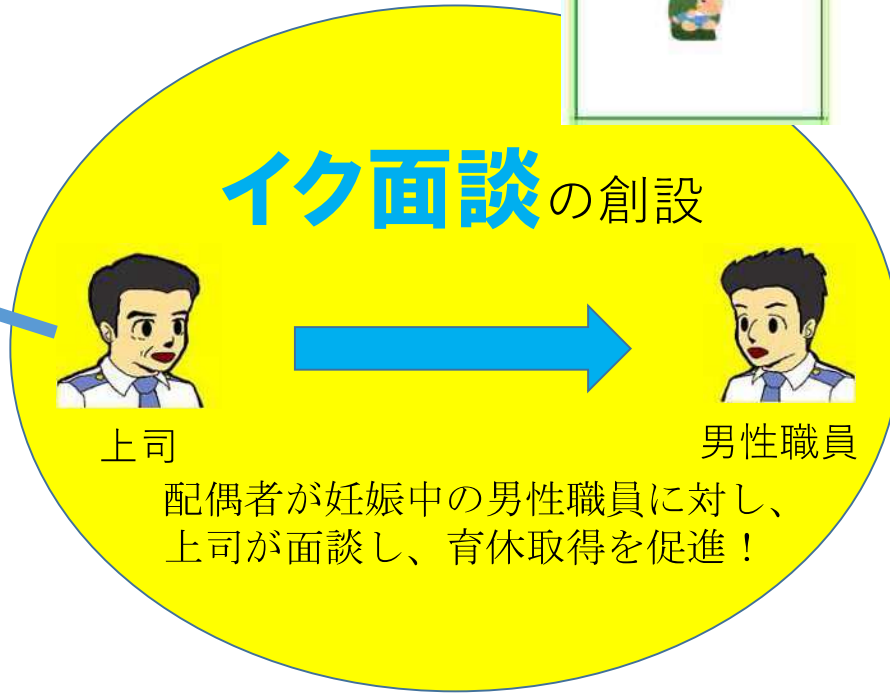 イク面談の創設
上司
男性職員
配偶者が妊娠中の男性職員に対し、
上司が面談し、育休取得を促進！